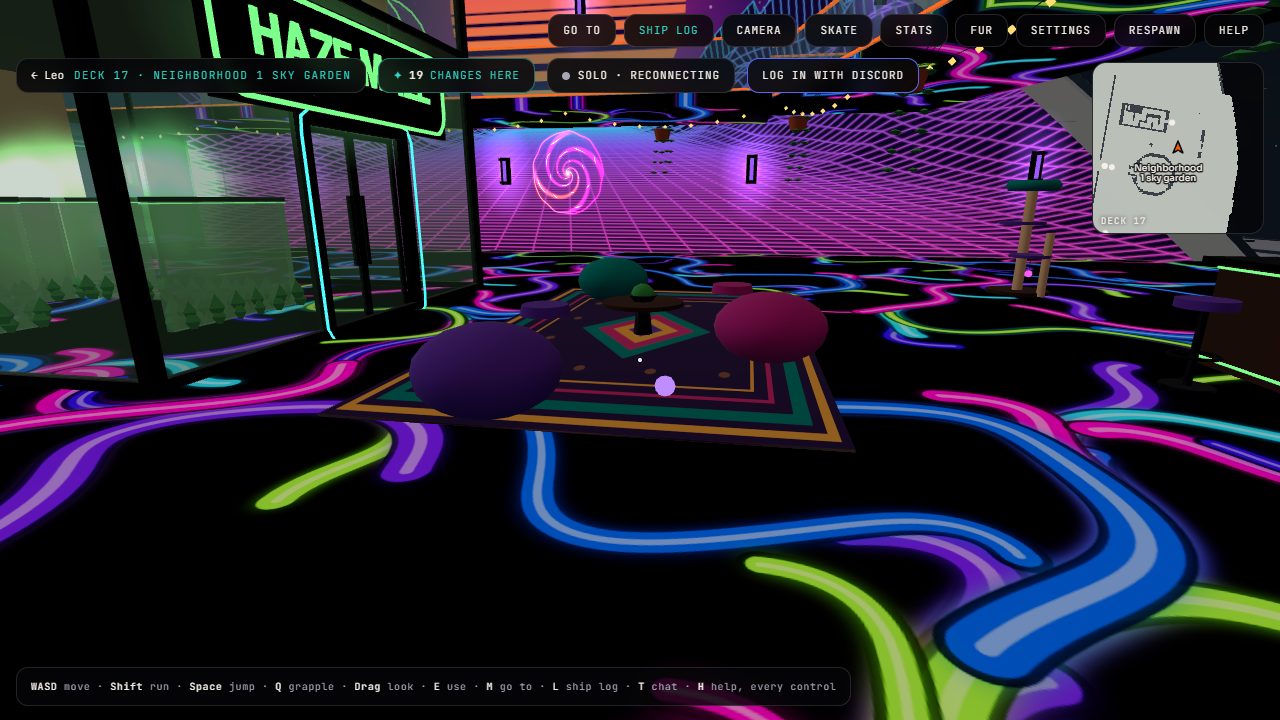 GO TO
SHIP LOG
CAMERA
SKATE
STATS
FUR
SETTINGS
RESPAWN
HELP
← Leo DECK 17 · NEIGHBORHOOD 1 SKY GARDEN
✦ 19 CHANGES HERE
SOLO · RECONNECTING
LOG IN WITH DISCORD
Neighborhood
1 sky garden
DECK 17
WASD move · Shift run · Space jump · Q grapple · Drag look · E use · M go to · L ship log · T chat · H help, every control